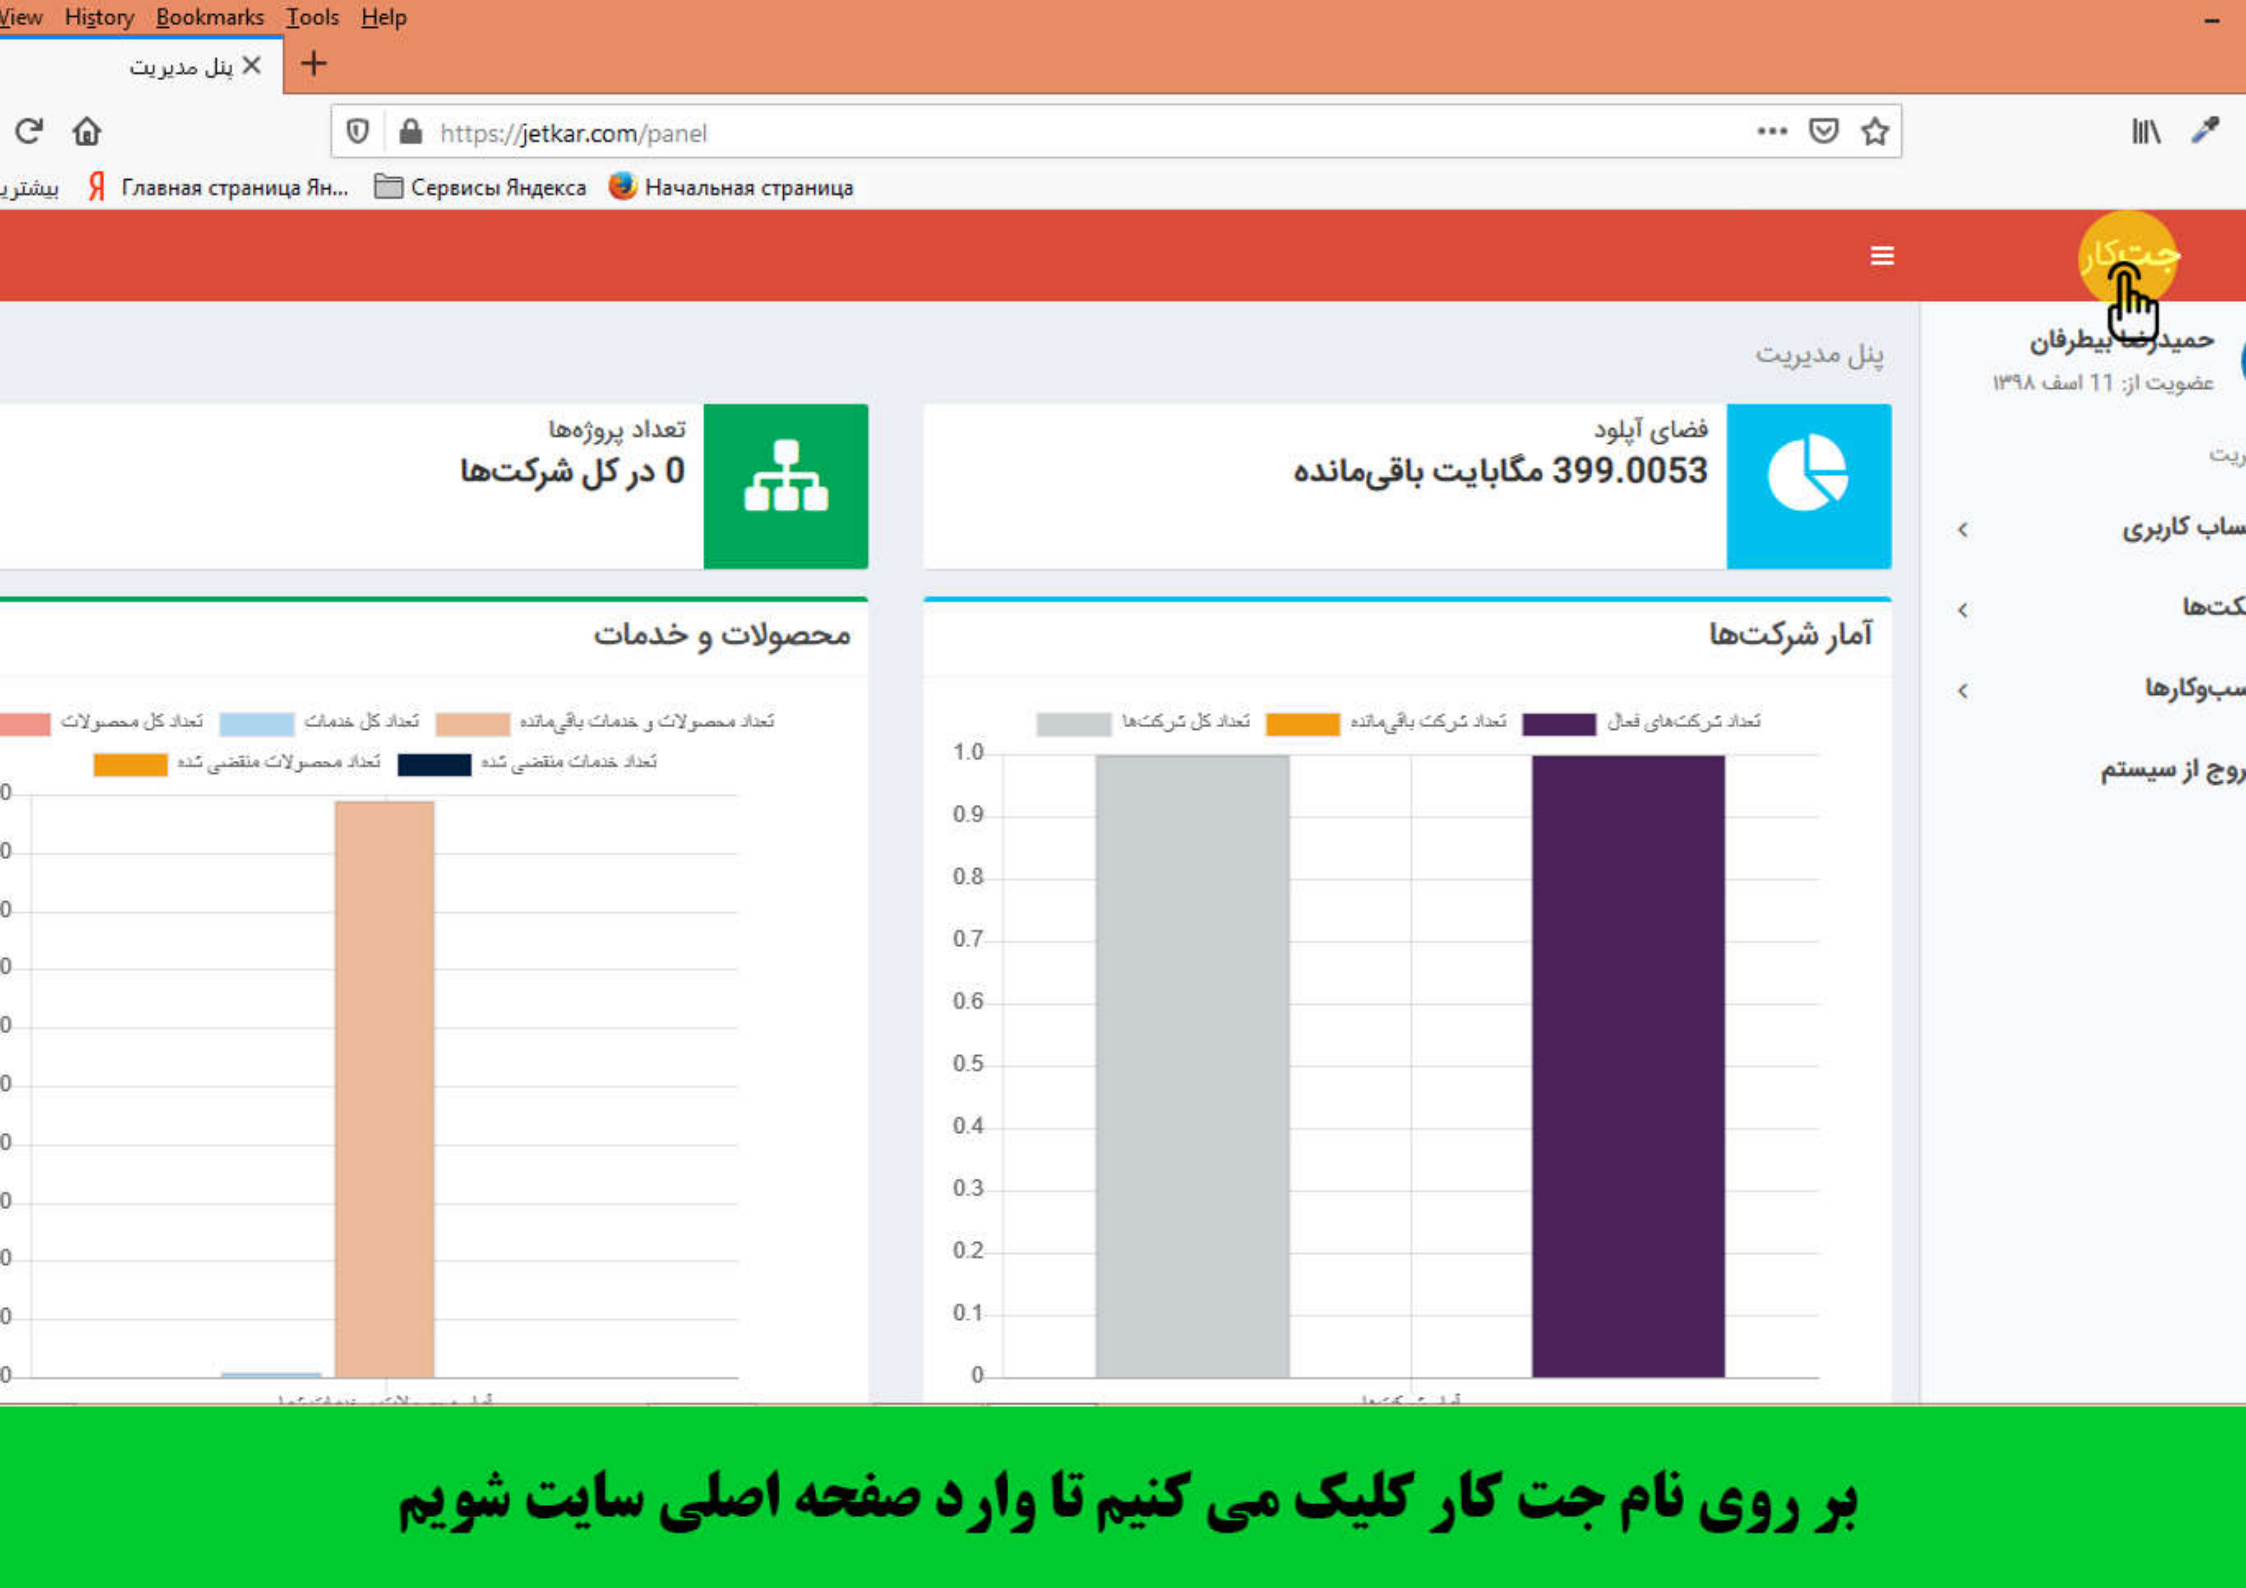 View History Bookmarks Tools Help
پنل مدیریت
https://jetkar.com/panel
Главная страница Ян... Сервисы Яндекса Начальная страница
جت‌کار
حمیدرضا بیطرفان
عضویت از: 11 اسف ۱۳۹۸
پنل مدیریت
فضای آپلود
399.0053 مگابایت باقی‌مانده
تعداد پروژه‌ها
0 در کل شرکت‌ها
کاربری
از سیستم
آمار شرکت‌ها
تعداد شرکت‌های فعال
تعداد شرکت باقی‌مانده
تعداد کل شرکت‌ها
1.0
0.9
0.8
0.7
0.6
0.5
0.4
0.3
0.2
0.1
0
محصولات و خدمات
تعداد محصولات و خدمات باقی‌مانده
تعداد کل خدمات
تعداد کل محصولات
تعداد خدمات منقضی شده
تعداد محصولات منقضی شده
بر روی نام جت کار کلیک می کنیم تا وارد صفحه اصلی سایت شویم